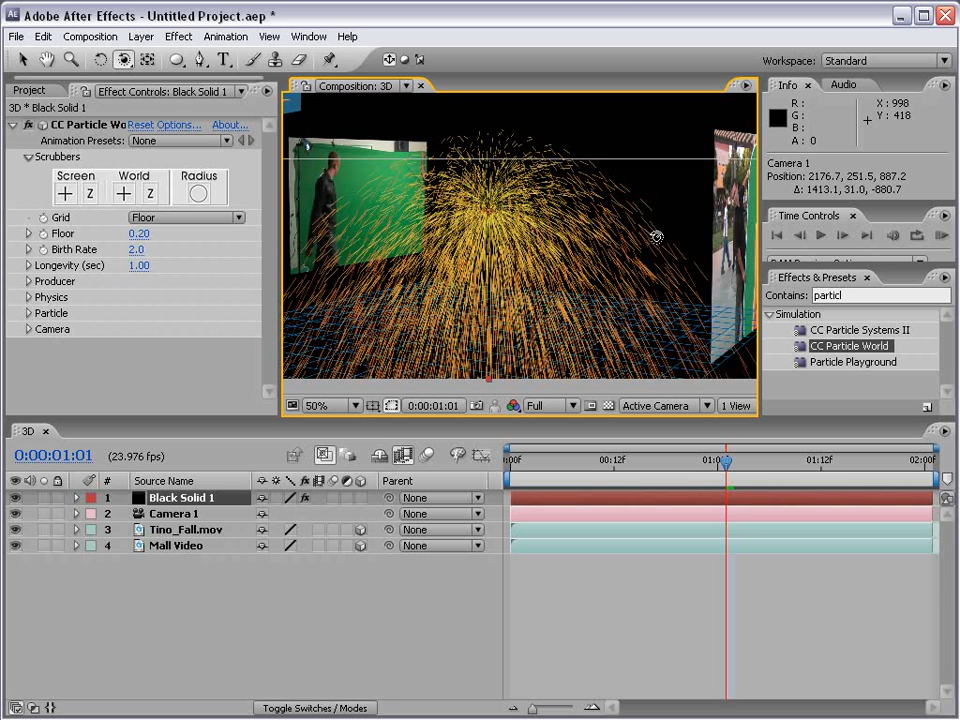 Adobe After Effects - Untitled Project.aep *
File Edit Composition Layer Effect Animation View Window Help
Workspace: Standard
Project Effect Controls: Black Solid 1
3D * Black Solid 1
CC Particle Wo Reset Options... About...
Animation Presets: None
Scrubbers
Screen World Radius
Z Z
Grid Floor
Floor 0.20
Birth Rate 2.0
Longevity (sec) 1.00
Producer
Physics
Particle
Camera
Composition: 3D
50% 0:00:01:01 Full Active Camera 1 View
Info Audio
R : X : 998
G : Y : 418
B :
A : 0
Camera 1
Position: 2176.7, 251.5, 887.2
Δ: 1413.1, 31.0, -880.7
Time Controls
Effects & Presets
Contains: particl
Simulation
CC Particle Systems II
CC Particle World
Particle Playground
3D
0:00:01:01 (23.976 fps)
:00f 00:12f 01:0 01:12f 02:00f
# Source Name Parent
1 Black Solid 1 None
2 Camera 1 None
3 Tino_Fall.mov None
4 Mall Video None
Toggle Switches / Modes